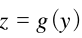 z = g(y)